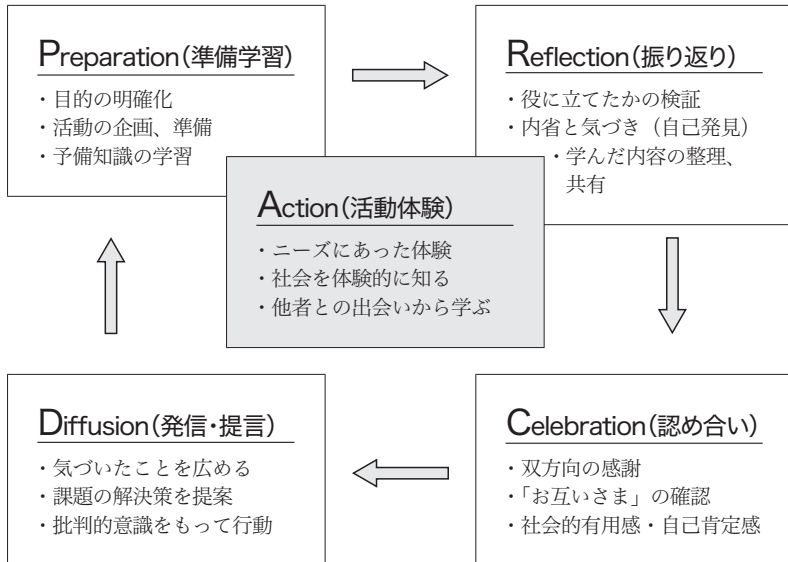 Preparation(準備学習)
・目的の明確化
・活動の企画、準備
・予備知識の学習
Reflection(振り返り)
・役に立てたかの検証
・内省と気づき（自己発見）
・学んだ内容の整理、
共有
Action(活動体験)
・ニーズにあった体験
・社会を体験的に知る
・他者との出会いから学ぶ
Diffusion(発信・提言)
・気づいたことを広める
・課題の解決策を提案
・批判的意識をもって行動
Celebration(認め合い)
・双方向の感謝
・「お互いさま」の確認
・社会的有用感・自己肯定感